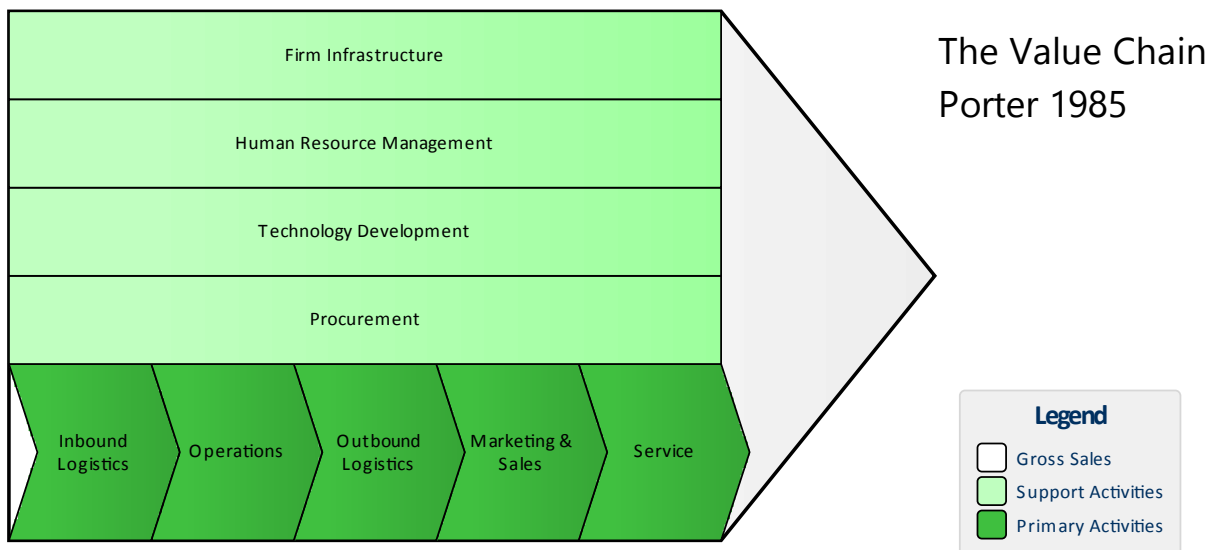 The Value Chain
Porter 1985
Firm Infrastructure
Human Resource Management
Technology Development
Procurement
Inbound
Logistics
Operations
Outbound
Logistics
Marketing &
Sales
Service
Legend
Gross Sales
Support Activities
Primary Activities